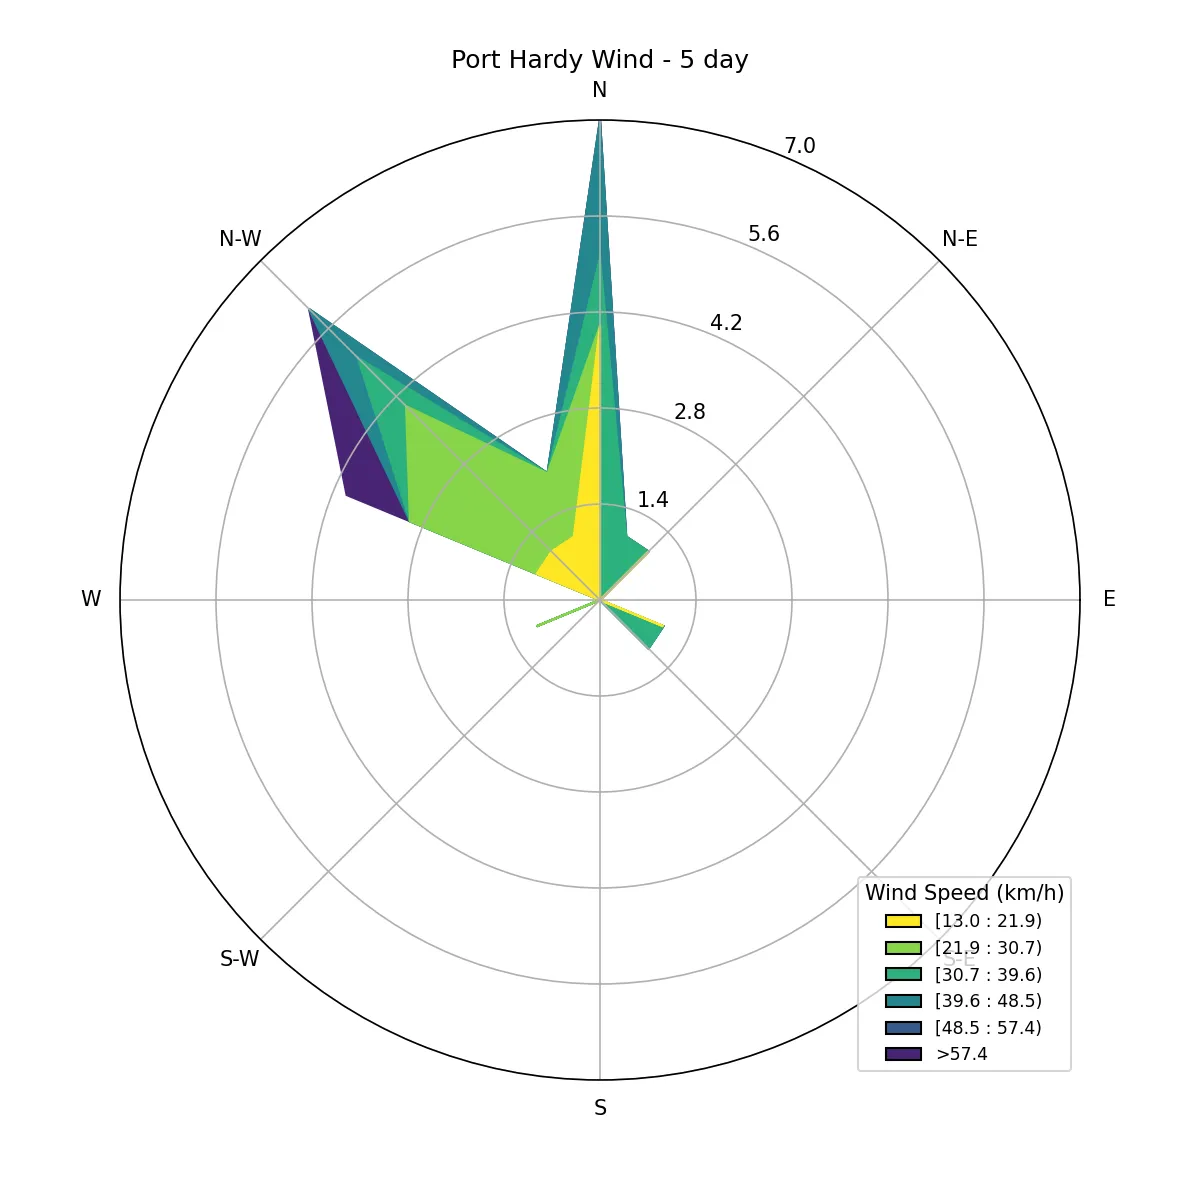 Port Hardy Wind - 5 day
N
7.0
N-W
5.6
N-E
4.2
2.8
1.4
W
E
Wind Speed (km/h)
[13.0 : 21.9)
[21.9 : 30.7)
S-W
S-E
[30.7 : 39.6)
[39.6 : 48.5)
[48.5 : 57.4)
>57.4
S